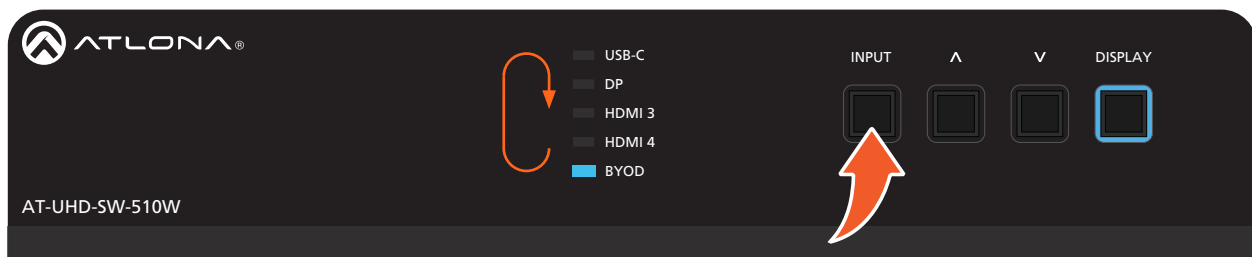 ATLONA®
USB-C
DP
HDMI 3
HDMI 4
BYOD
INPUT
∧
∨
DISPLAY
AT-UHD-SW-510W